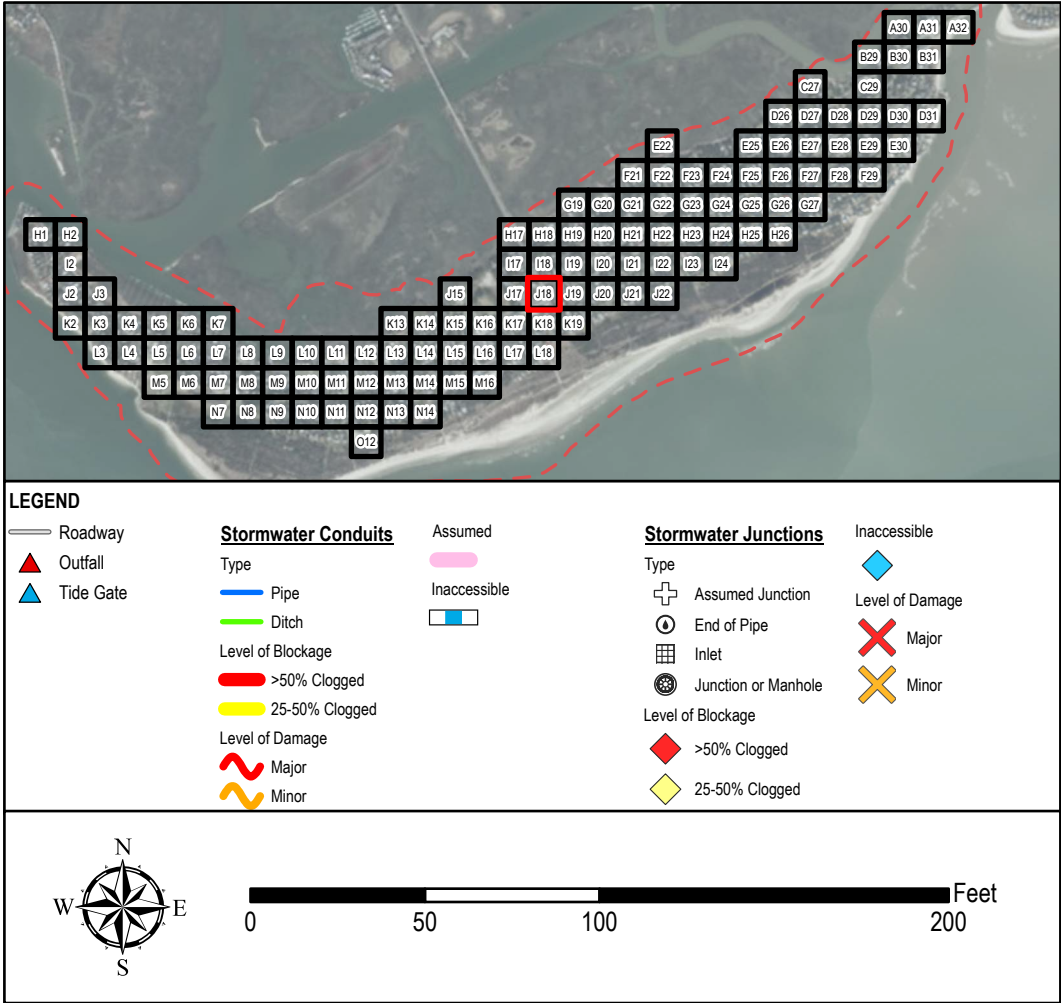 A30 A31 A32
B29 B30 B31
C27 C29
D26 D27 D28 D29 D30 D31
E22 E25 E26 E27 E28 E29 E30
F21 F22 F23 F24 F25 F26 F27 F28 F29
G19 G20 G21 G22 G23 G24 G25 G26 G27
H1 H2 H17 H18 H19 H20 H21 H22 H23 H24 H25 H26
I2 I17 I18 I19 I20 I21 I22 I23 I24
J2 J3 J15 J17 J18 J19 J20 J21 J22
K2 K3 K4 K5 K6 K7 K13 K14 K15 K16 K17 K18 K19
L3 L4 L5 L6 L7 L8 L9 L10 L11 L12 L13 L14 L15 L16 L17 L18
M5 M6 M7 M8 M9 M10 M11 M12 M13 M14 M15 M16
N7 N8 N9 N10 N11 N12 N13 N14
O12
LEGEND
Roadway
Outfall
Tide Gate
Stormwater Conduits
Type
Pipe
Ditch
Level of Blockage
>50% Clogged
25-50% Clogged
Level of Damage
Major
Minor
Assumed
Inaccessible
Stormwater Junctions
Type
Assumed Junction
End of Pipe
Inlet
Junction or Manhole
Level of Blockage
>50% Clogged
25-50% Clogged
Inaccessible
Level of Damage
Major
Minor
N
W E
S
Feet
0 50 100 200